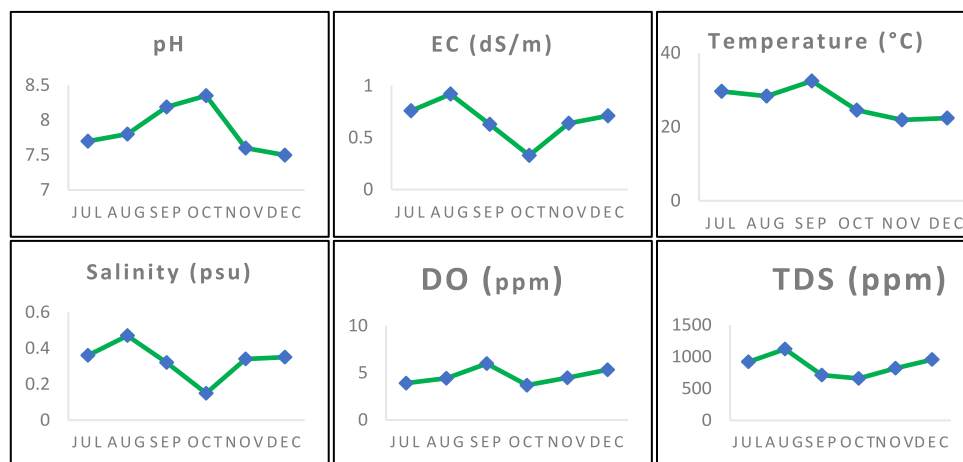 pH
8.5
8
7.5
7
JUL AUG SEP OCT NOV DEC
EC (dS/m)
1
0.5
0
JUL AUG SEP OCT NOV DEC
Temperature (°C)
40
20
0
JUL AUG SEP OCT NOV DEC
Salinity (psu)
0.6
0.4
0.2
0
JUL AUG SEP OCT NOV DEC
DO (ppm)
10
5
0
JUL AUG SEP OCT NOV DEC
TDS (ppm)
1500
1000
500
0
JUL AUG SEP OCT NOV DEC